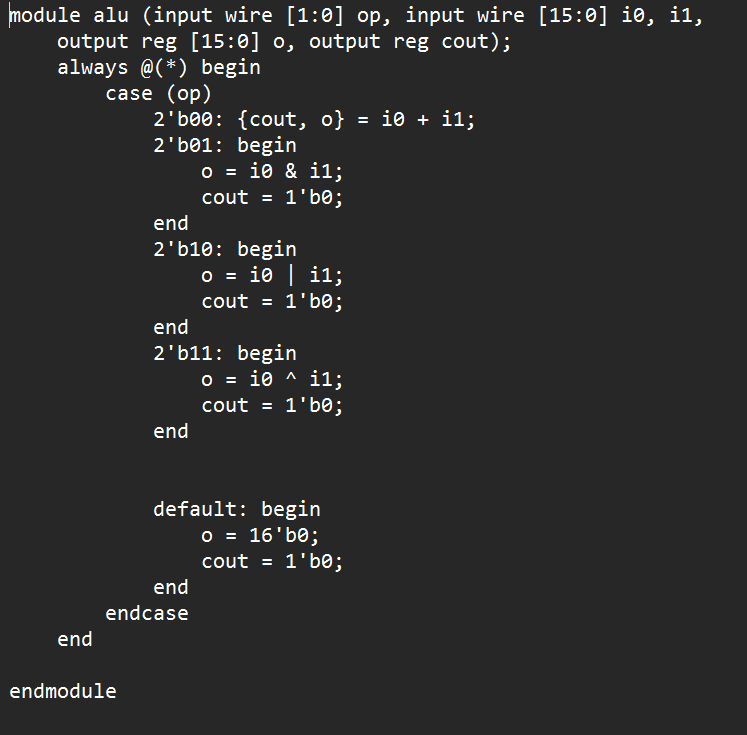 module alu (input wire [1:0] op, input wire [15:0] i0, i1,
    output reg [15:0] o, output reg cout);
    always @(*) begin
        case (op)
            2'b00: {cout, o} = i0 + i1;
            2'b01: begin
                o = i0 & i1;
                cout = 1'b0;
            end
            2'b10: begin
                o = i0 | i1;
                cout = 1'b0;
            end
            2'b11: begin
                o = i0 ^ i1;
                cout = 1'b0;
            end
            default: begin
                o = 16'b0;
                cout = 1'b0;
            end
        endcase
    end
endmodule